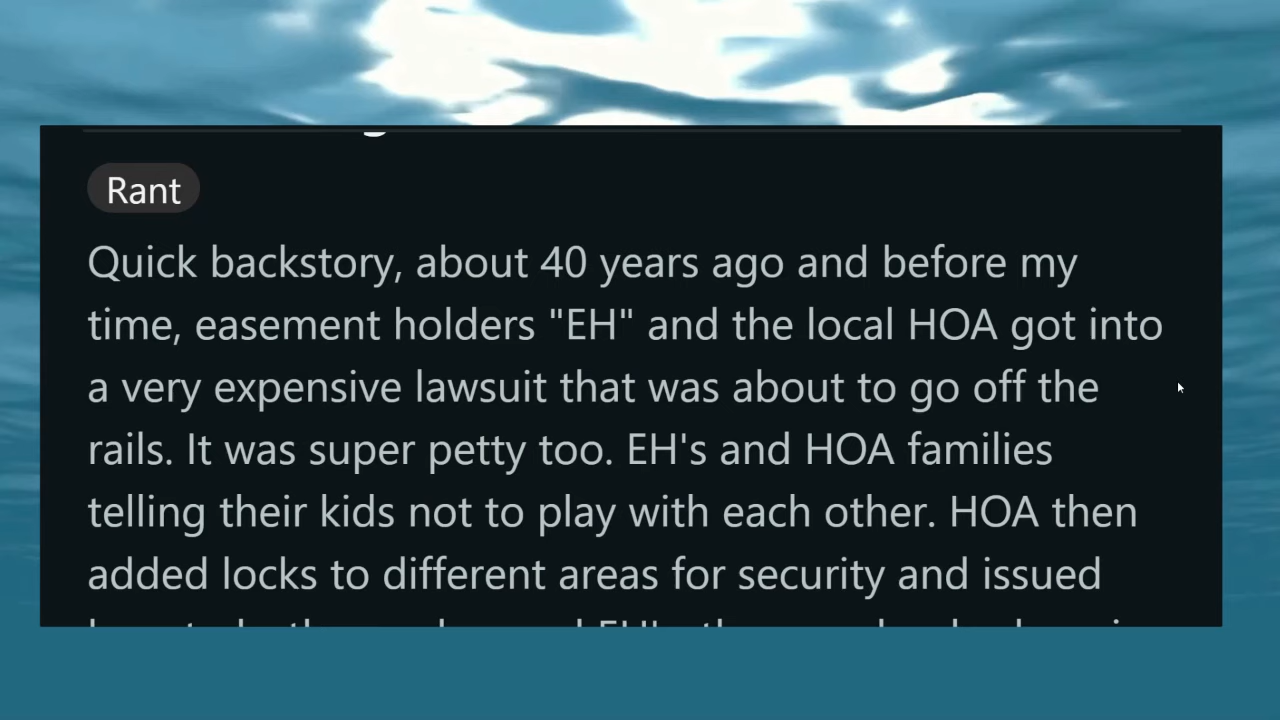 Rant
Quick backstory, about 40 years ago and before my
time, easement holders "EH" and the local HOA got into
a very expensive lawsuit that was about to go off the
rails. It was super petty too. EH's and HOA families
telling their kids not to play with each other. HOA then
added locks to different areas for security and issued